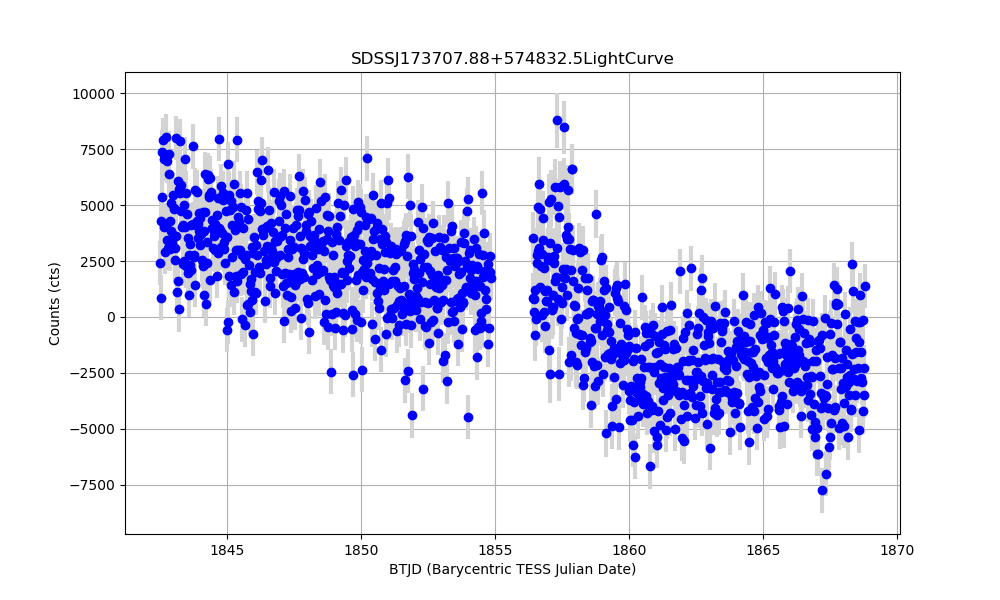 SDSSJ173707.88+574832.5LightCurve
10000
7500
5000
2500
0
−2500
−5000
−7500
Counts (cts)
1845 1850 1855 1860 1865 1870
BTJD (Barycentric TESS Julian Date)